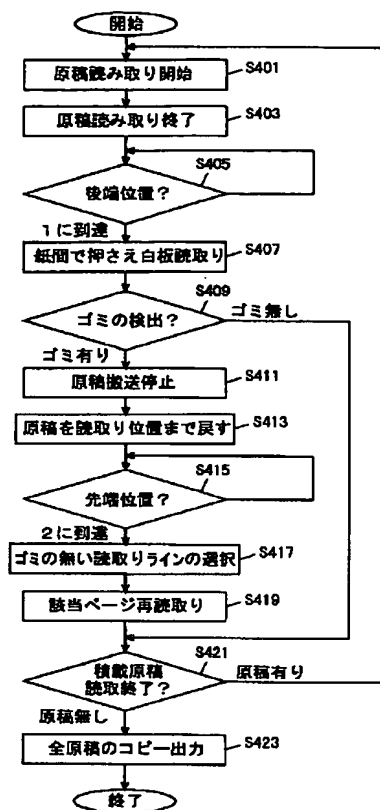 開始
原稿読み取り開始 S401
原稿読み取り終了 S403
後端位置? S405
1に到達
紙間で押さえ白板読取り S407
ゴミの検出? S409
ゴミ無し
ゴミ有り
原稿搬送停止 S411
原稿を読取り位置まで戻す S413
先端位置? S415
2に到達
ゴミの無い読取りラインの選択 S417
該当ページ再読取り S419
積載原稿 S421
読取終了? 原稿有り
原稿無し
全原稿のコピー出力 S423
終了